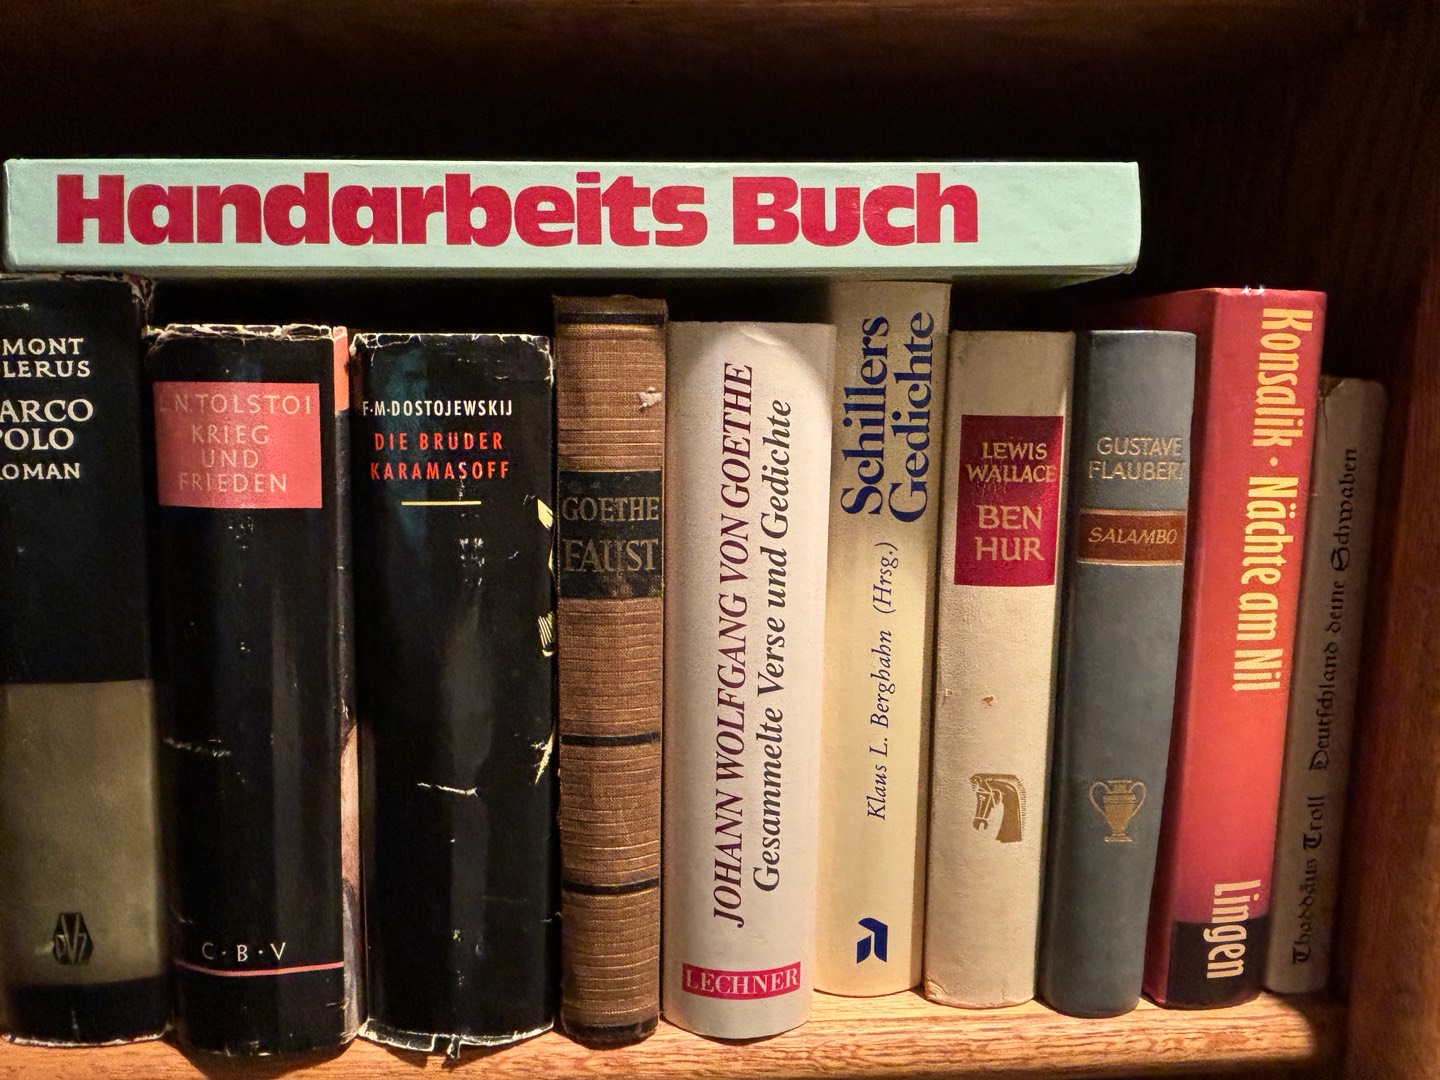 Handarbeits Buch
MONT
LERUS
ARCO
POLO
ROMAN
L.N.TOLSTOI
KRIEG
UND
FRIEDEN
C·B·V
F·M·DOSTOJEWSKIJ
DIE BRÜDER
KARAMASOFF
GOETHE
FAUST
JOHANN WOLFGANG VON GOETHE
Gesammelte Verse und Gedichte
LECHNER
Schillers
Gedichte
Klaus L. Berghahn (Hrsg.)
LEWIS
WALLACE
BEN
HUR
GUSTAVE
FLAUBERT
SALAMBO
Konsalik · Nächte am Nil
Lingen
Thaddäus Troll Deutschland deine Schwaben